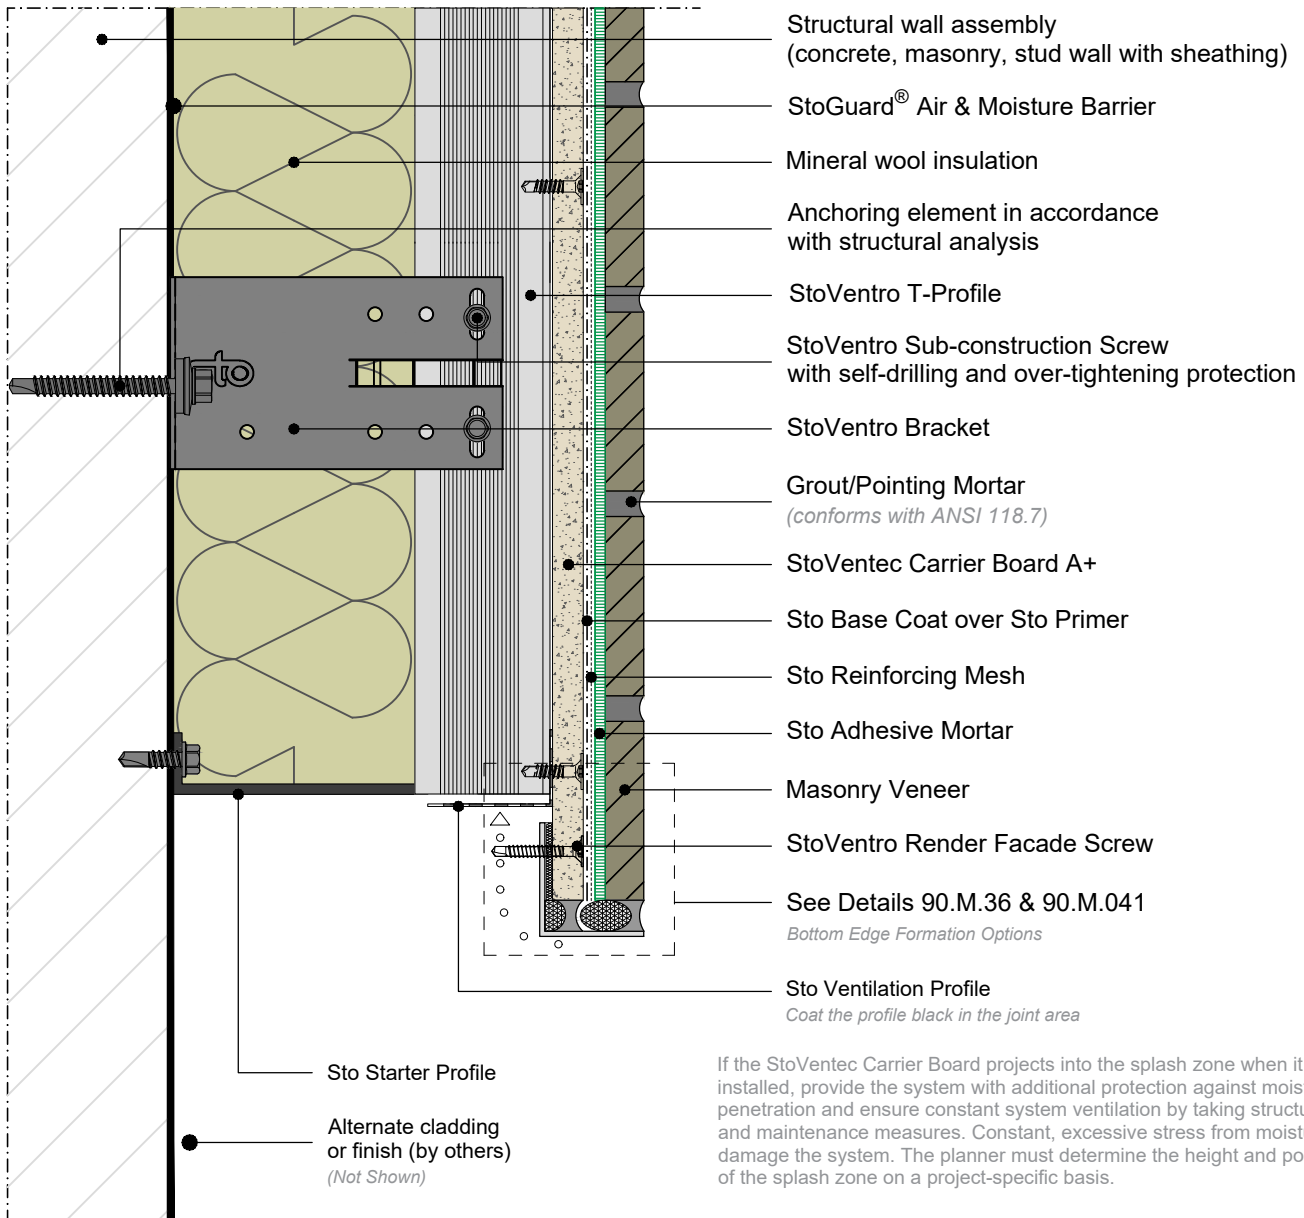 Structural wall assembly
(concrete, masonry, stud wall with sheathing)
StoGuard® Air & Moisture Barrier
Mineral wool insulation
Anchoring element in accordance
with structural analysis
StoVentro T-Profile
StoVentro Sub-construction Screw
with self-drilling and over-tightening protection
StoVentro Bracket
Grout/Pointing Mortar
(conforms with ANSI 118.7)
StoVentec Carrier Board A+
Sto Base Coat over Sto Primer
Sto Reinforcing Mesh
Sto Adhesive Mortar
Masonry Veneer
StoVentro Render Facade Screw
See Details 90.M.36 & 90.M.041
Bottom Edge Formation Options
Sto Ventilation Profile
Coat the profile black in the joint area
Sto Starter Profile
Alternate cladding
or finish (by others)
(Not Shown)
If the StoVentec Carrier Board projects into the splash zone when it
installed, provide the system with additional protection against mois
penetration and ensure constant system ventilation by taking structu
and maintenance measures. Constant, excessive stress from moist
damage the system. The planner must determine the height and po
of the splash zone on a project-specific basis.